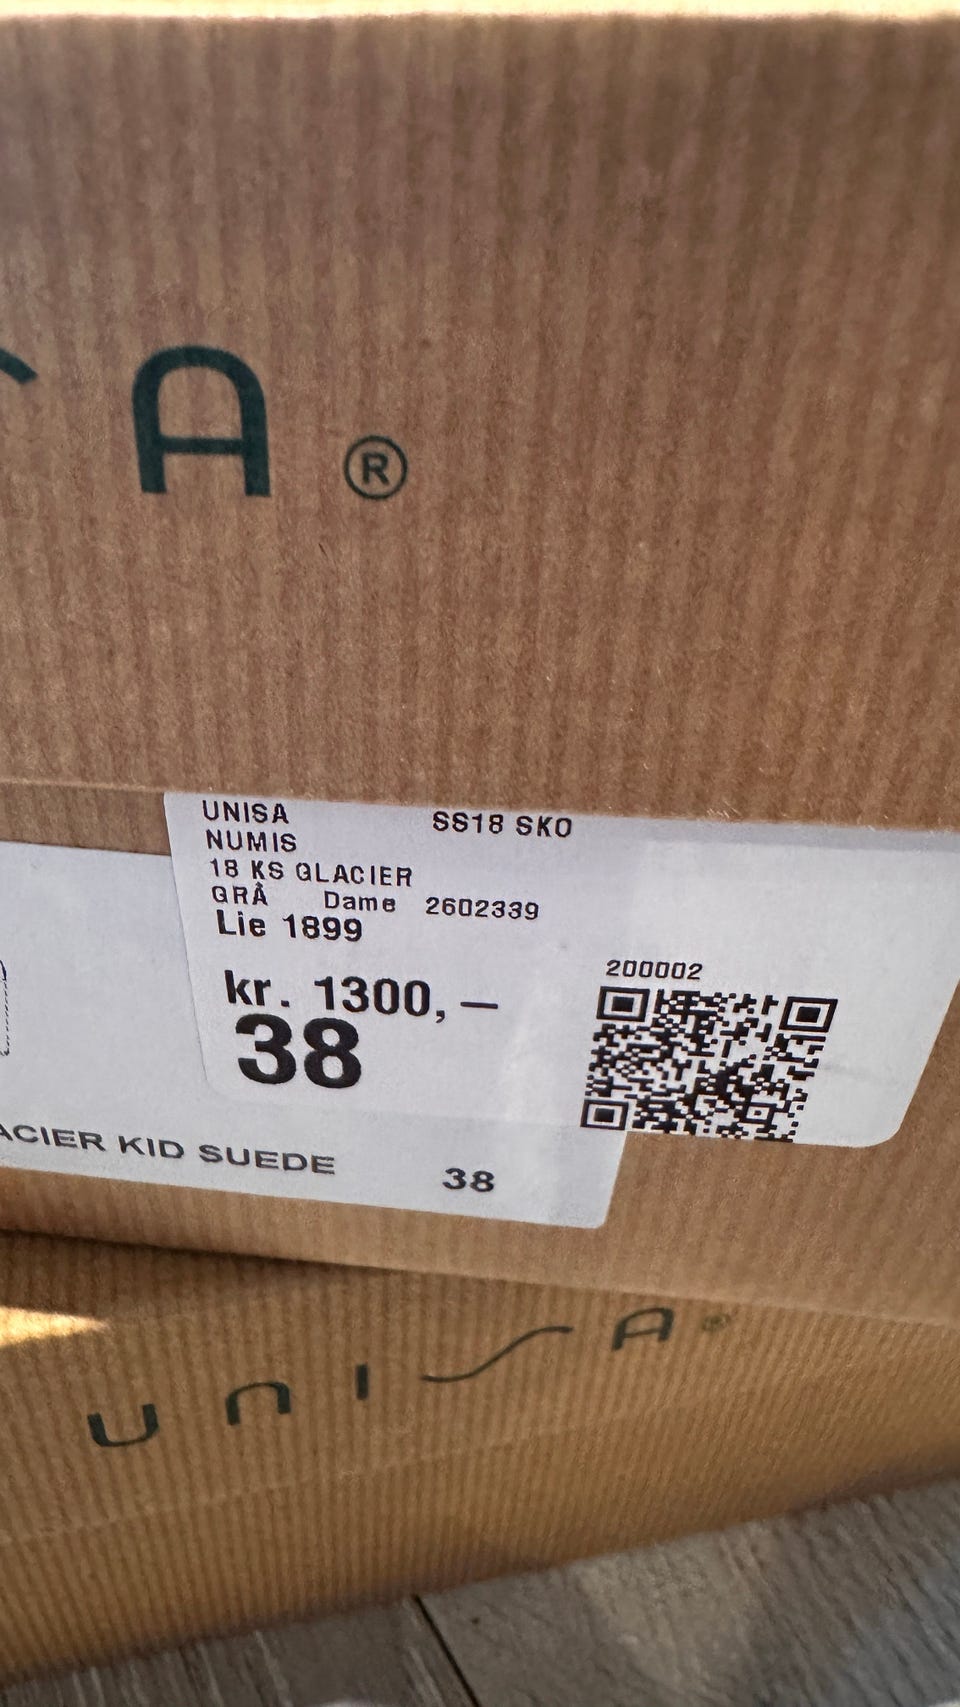 A ®
UNISA SS18 SKO
NUMIS
18 KS GLACIER
GRÅ Dame 2602339
Lie 1899
kr. 1300,–
38
200002
ACIER KID SUEDE 38
UNISA ®